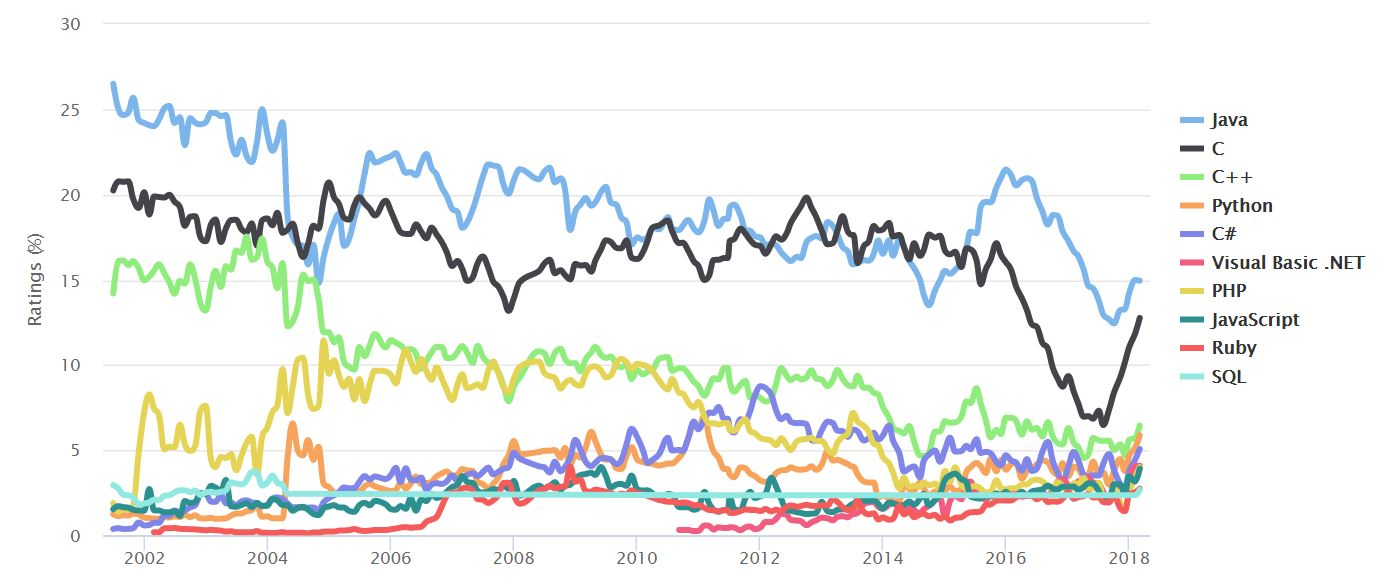 30
25
20
15
10
5
0
Ratings (%)
2002 2004 2006 2008 2010 2012 2014 2016 2018
Java
C
C++
Python
C#
Visual Basic .NET
PHP
JavaScript
Ruby
SQL